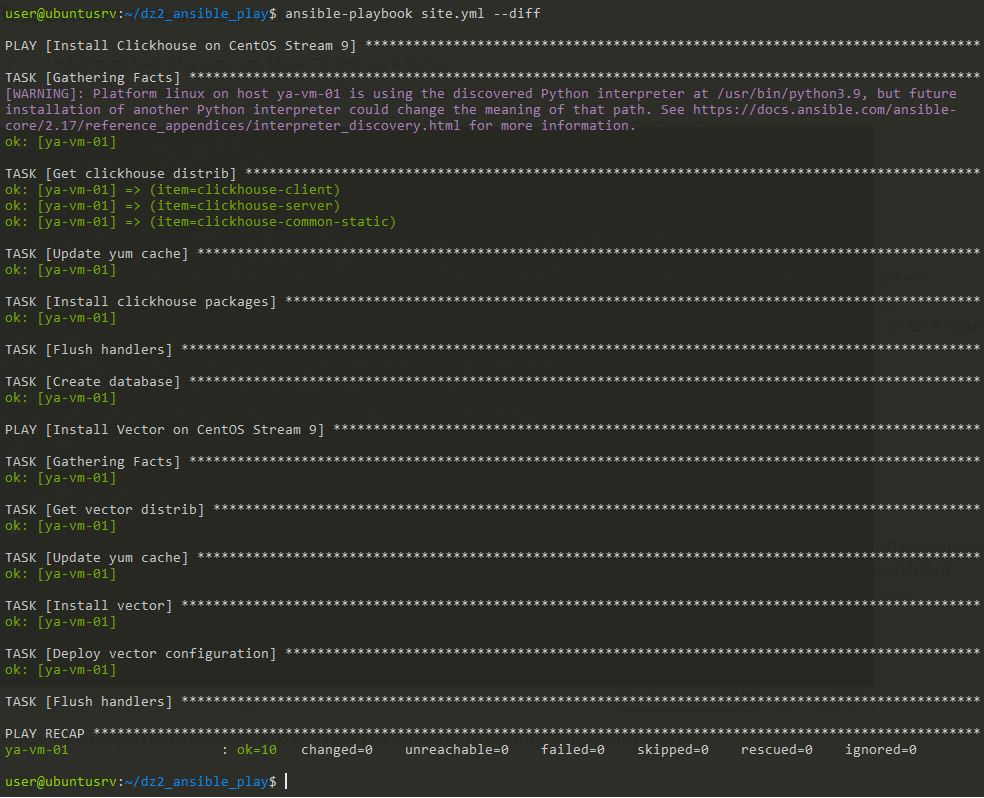 user@ubuntusrv:~/dz2_ansible_play$ ansible-playbook site.yml --diff
PLAY [Install Clickhouse on CentOS Stream 9] *****************************************************************************
TASK [Gathering Facts] ***************************************************************************************************
[WARNING]: Platform linux on host ya-vm-01 is using the discovered Python interpreter at /usr/bin/python3.9, but future
installation of another Python interpreter could change the meaning of that path. See https://docs.ansible.com/ansible-
core/2.17/reference_appendices/interpreter_discovery.html for more information.
ok: [ya-vm-01]
TASK [Get clickhouse distrib] ********************************************************************************************
ok: [ya-vm-01] => (item=clickhouse-client)
ok: [ya-vm-01] => (item=clickhouse-server)
ok: [ya-vm-01] => (item=clickhouse-common-static)
TASK [Update yum cache] **************************************************************************************************
ok: [ya-vm-01]
TASK [Install clickhouse packages] ***************************************************************************************
ok: [ya-vm-01]
TASK [Flush handlers] ****************************************************************************************************
TASK [Create database] ***************************************************************************************************
ok: [ya-vm-01]
PLAY [Install Vector on CentOS Stream 9] *********************************************************************************
TASK [Gathering Facts] ***************************************************************************************************
ok: [ya-vm-01]
TASK [Get vector distrib] ************************************************************************************************
ok: [ya-vm-01]
TASK [Update yum cache] **************************************************************************************************
ok: [ya-vm-01]
TASK [Install vector] ****************************************************************************************************
ok: [ya-vm-01]
TASK [Deploy vector configuration] ***************************************************************************************
ok: [ya-vm-01]
TASK [Flush handlers] ****************************************************************************************************
PLAY RECAP ***************************************************************************************************************
ya-vm-01 : ok=10 changed=0 unreachable=0 failed=0 skipped=0 rescued=0 ignored=0
user@ubuntusrv:~/dz2_ansible_play$